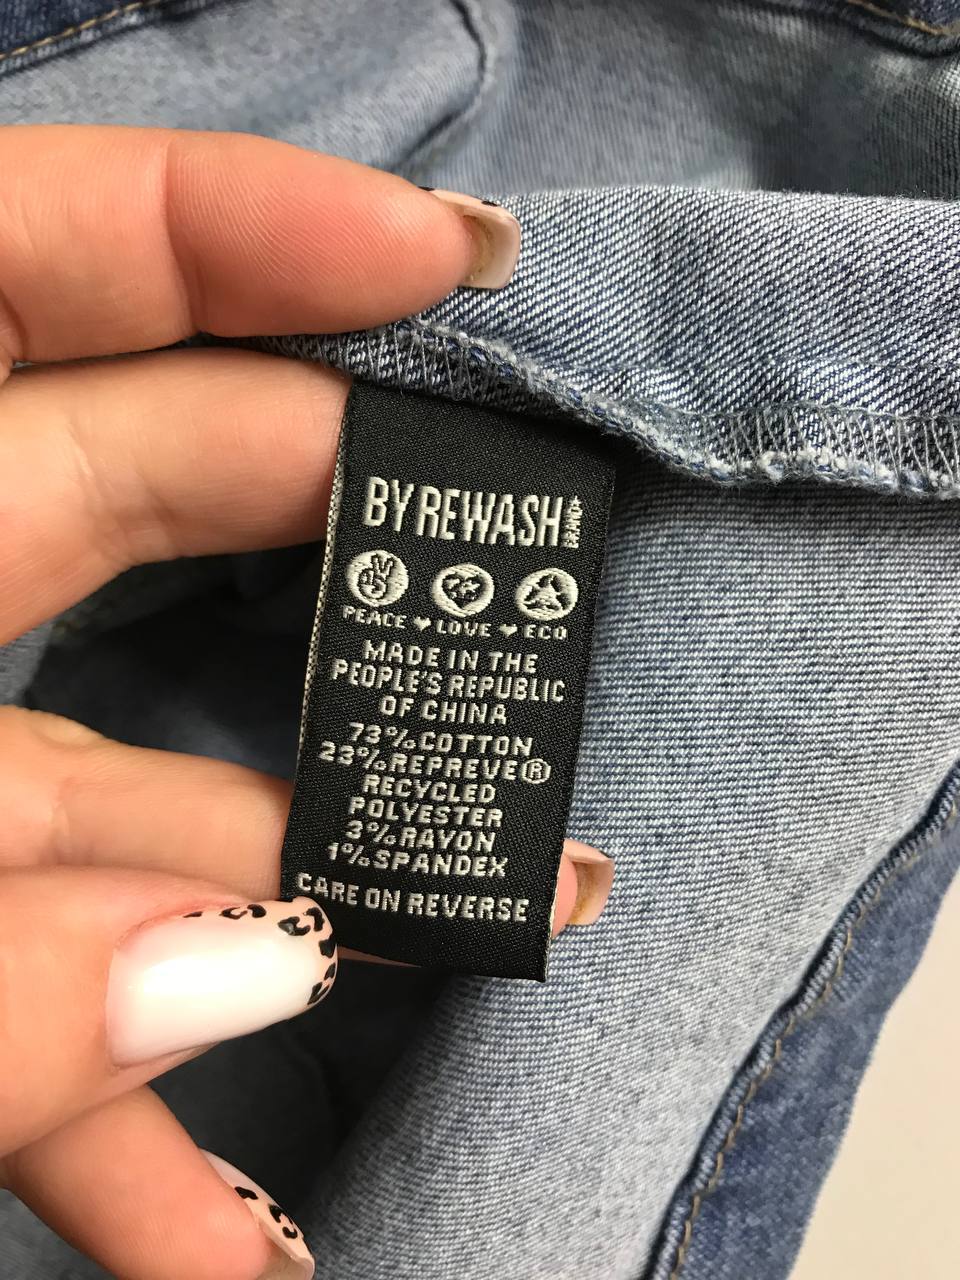 BY REWASH BRAND
PEACE ❤ LOVE ❤ ECO
MADE IN THE
PEOPLE'S REPUBLIC
OF CHINA
73% COTTON
23% REPREVE®
RECYCLED
POLYESTER
3% RAYON
1% SPANDEX
CARE ON REVERSE